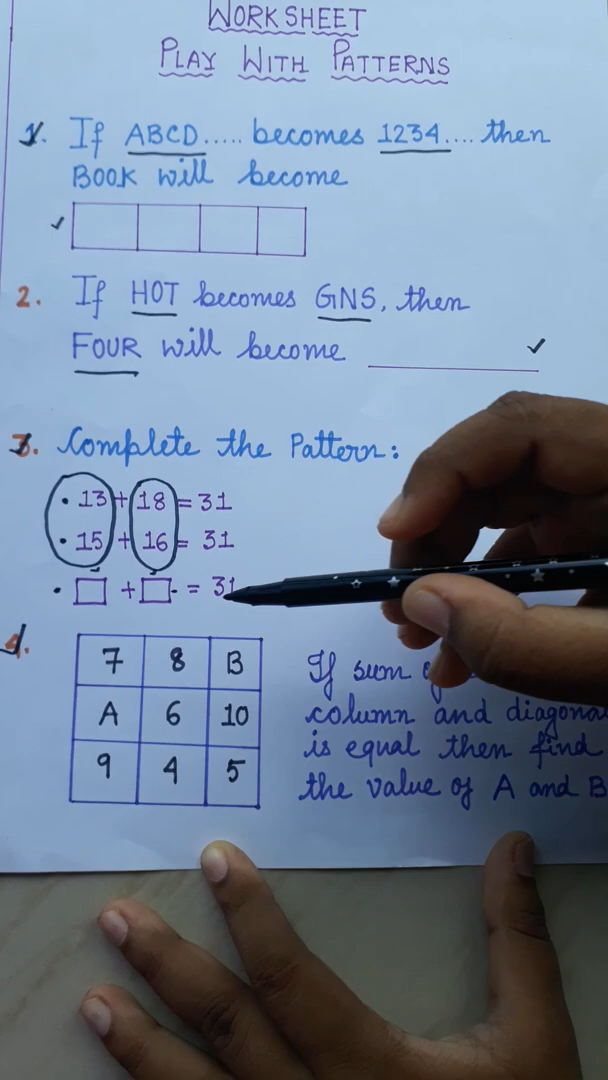 WORKSHEET
PLAY WITH PATTERNS
1. If ABCD..... becomes 1234.... then
BOOK will become
2. If HOT becomes GNS, then
FOUR will become
3. Complete the Pattern:
• 13 + 18 = 31
• 15 + 16 = 31
• □ + □ = 31
4.
7 8 B
A 6 10
9 4 5
If sum
column and diagona
is equal then find
the value of A and B